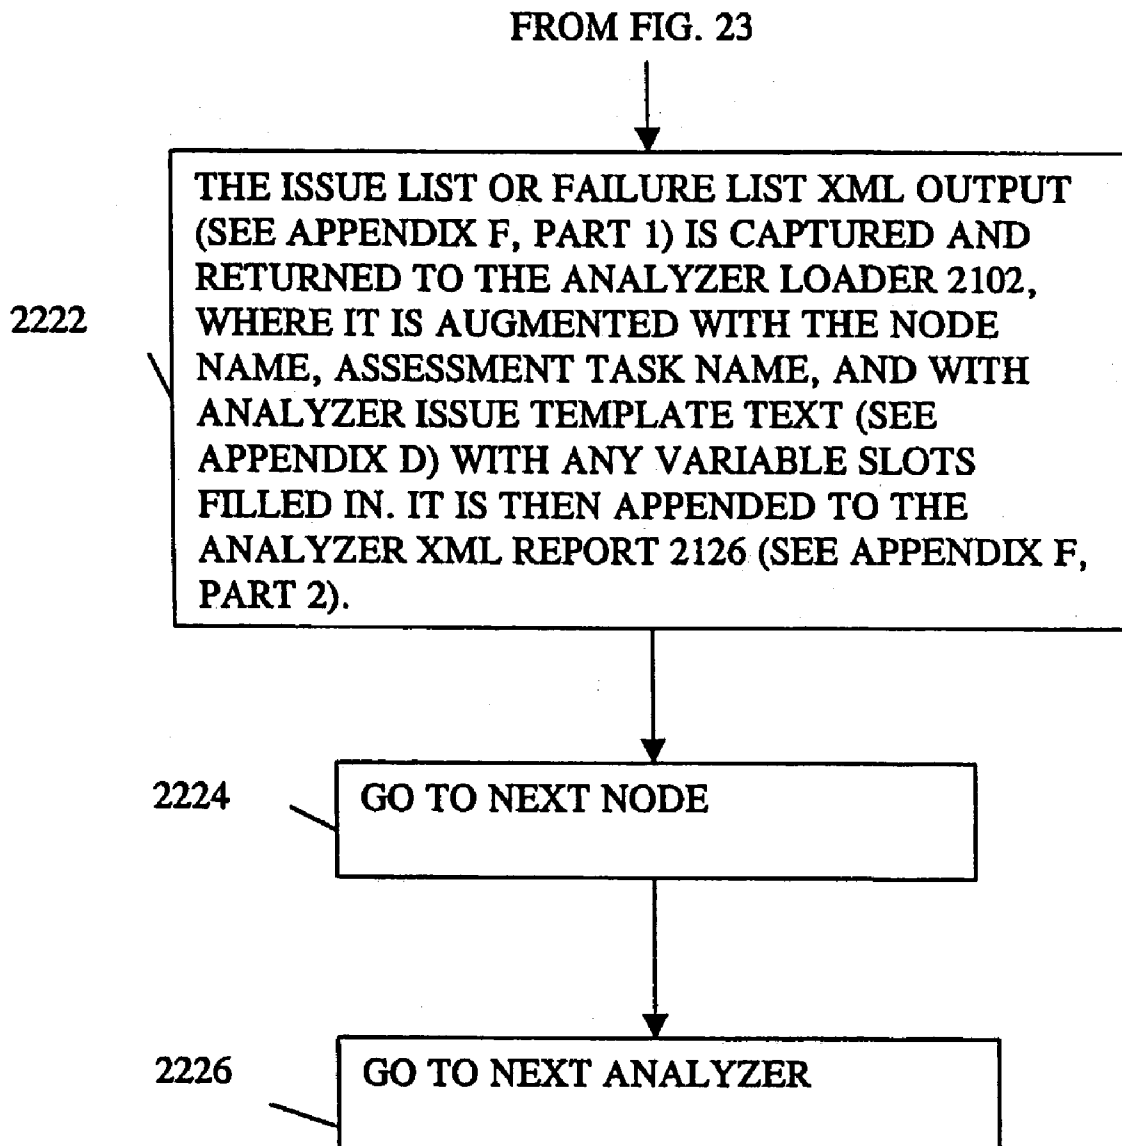 FROM FIG. 23
THE ISSUE LIST OR FAILURE LIST XML OUTPUT
(SEE APPENDIX F, PART 1) IS CAPTURED AND
RETURNED TO THE ANALYZER LOADER 2102,
WHERE IT IS AUGMENTED WITH THE NODE
NAME, ASSESSMENT TASK NAME, AND WITH
ANALYZER ISSUE TEMPLATE TEXT (SEE
APPENDIX D) WITH ANY VARIABLE SLOTS
FILLED IN. IT IS THEN APPENDED TO THE
ANALYZER XML REPORT 2126 (SEE APPENDIX F,
PART 2).
2222
2224
GO TO NEXT NODE
2226
GO TO NEXT ANALYZER